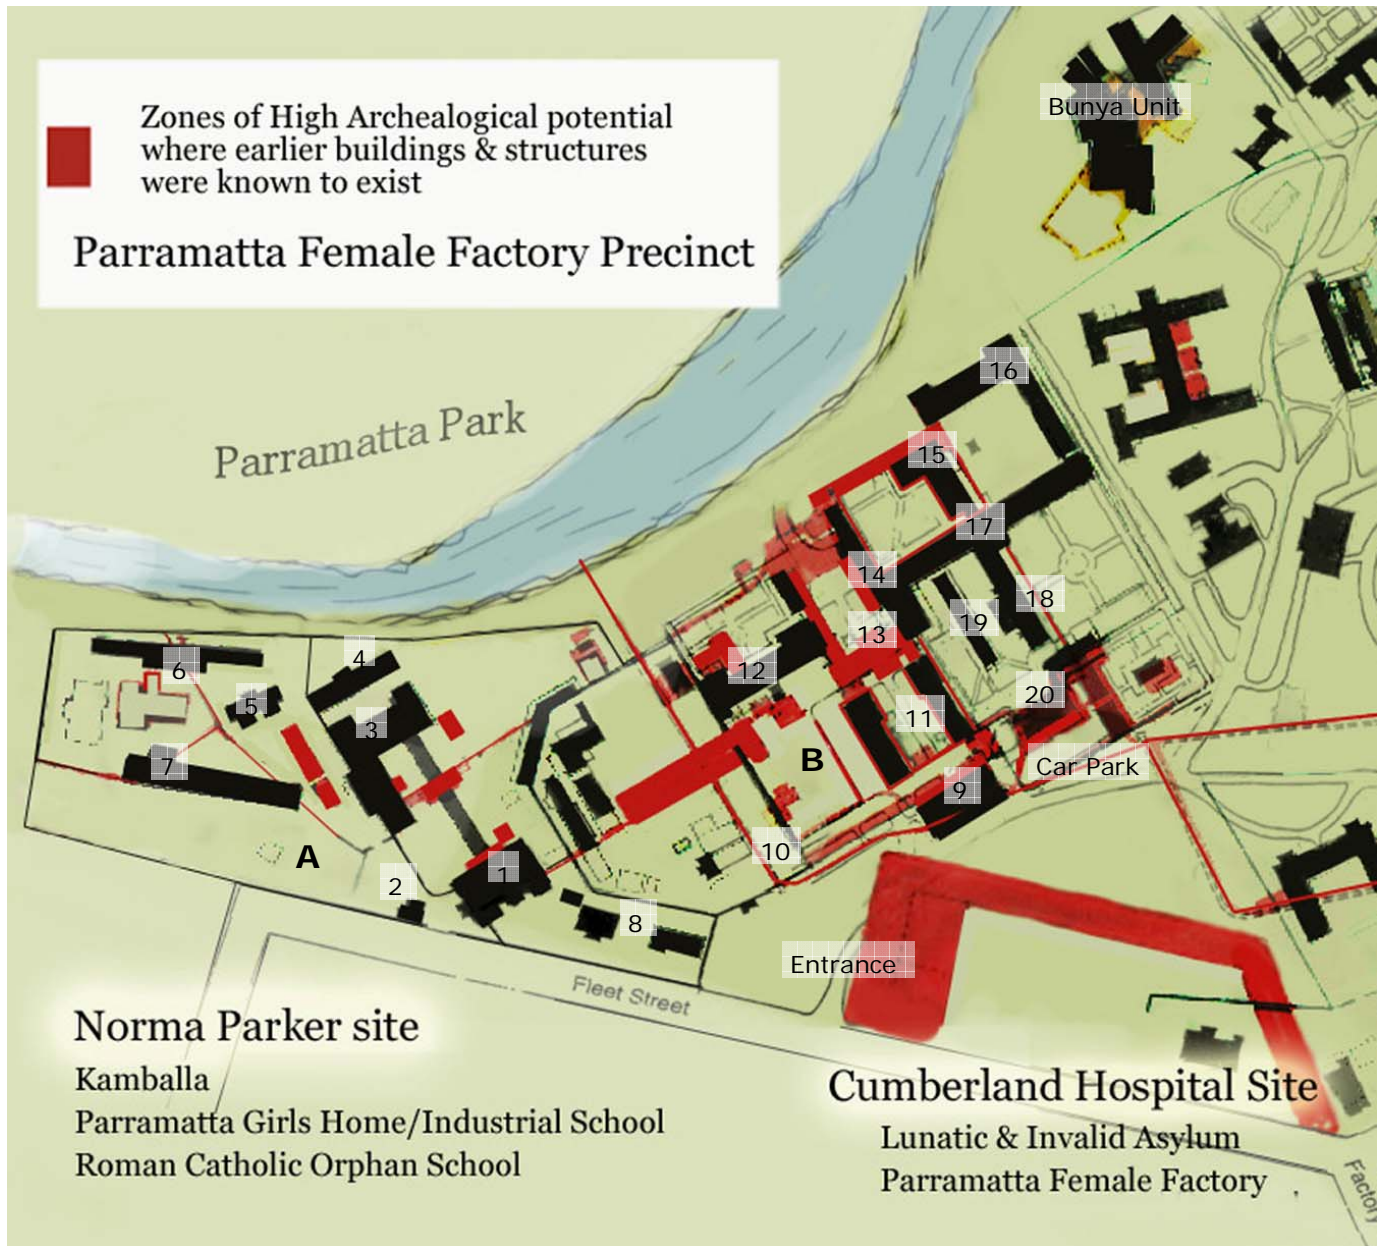 Zones of High Archealogical potential
where earlier buildings & structures
were known to exist
Parramatta Female Factory Precinct
Bunya Unit
Parramatta Park
16
15
17
14
18
19
13
12
4
6
5
20
11
3
7
B
Car Park
9
10
A
1
2
8
Entrance
Fleet Street
Norma Parker site
Kamballa
Parramatta Girls Home/Industrial School
Roman Catholic Orphan School
Cumberland Hospital Site
Lunatic & Invalid Asylum
Parramatta Female Factory
Factory